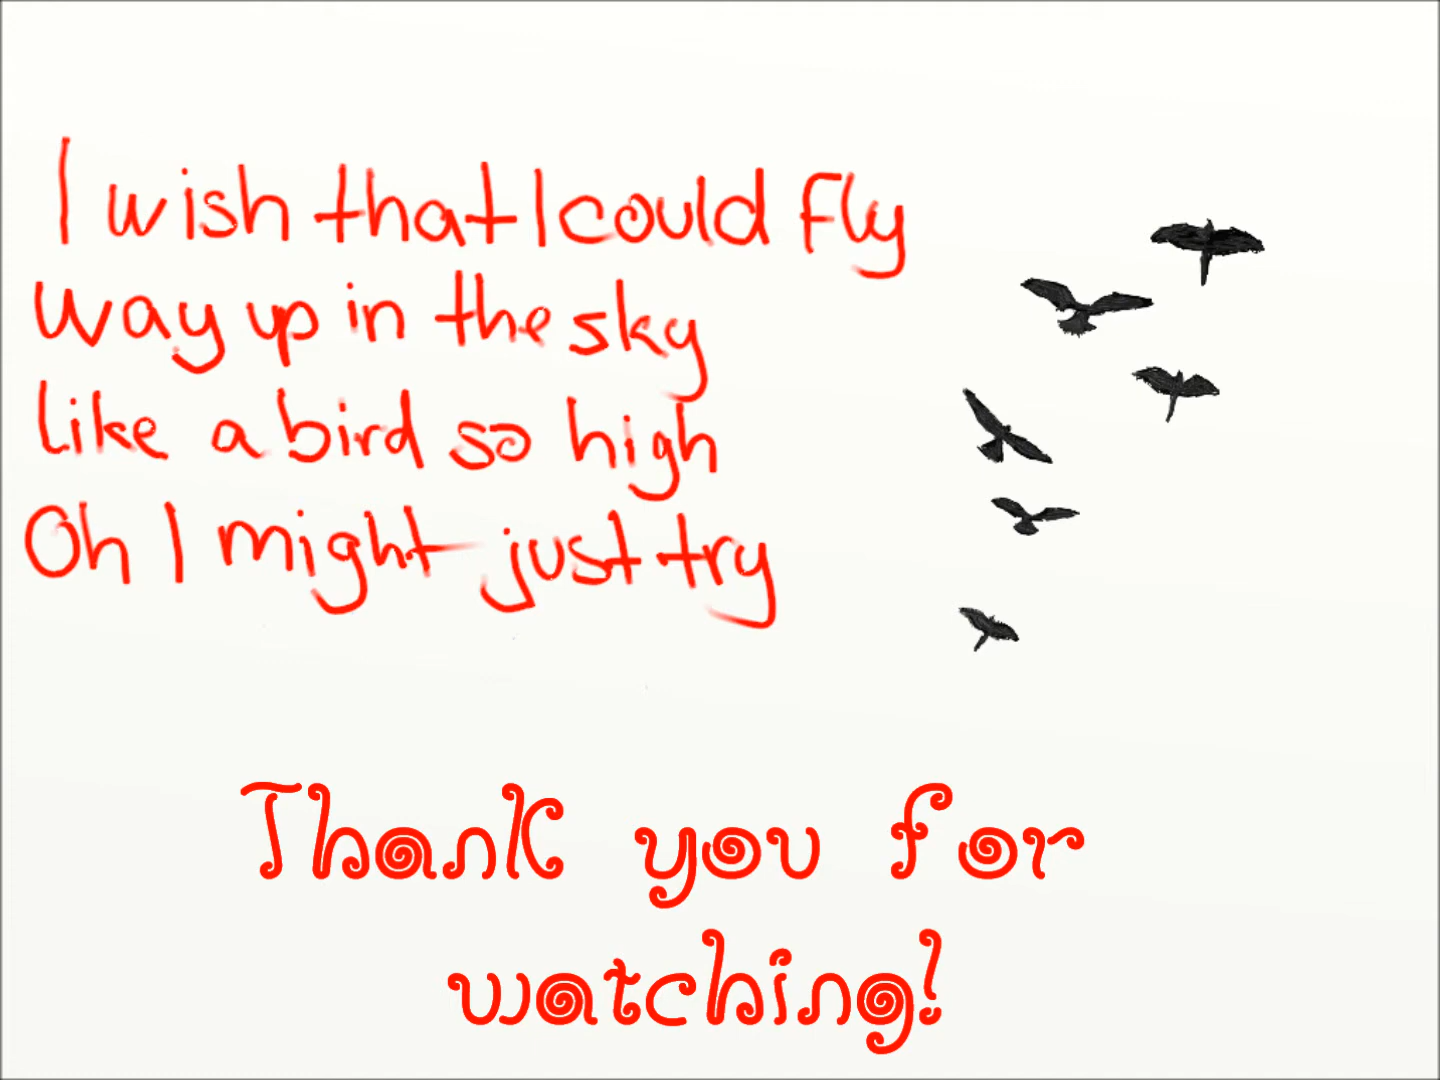 I wish that I could fly
way up in the sky
like a bird so high
Oh I might just try
Thank you for
watching!